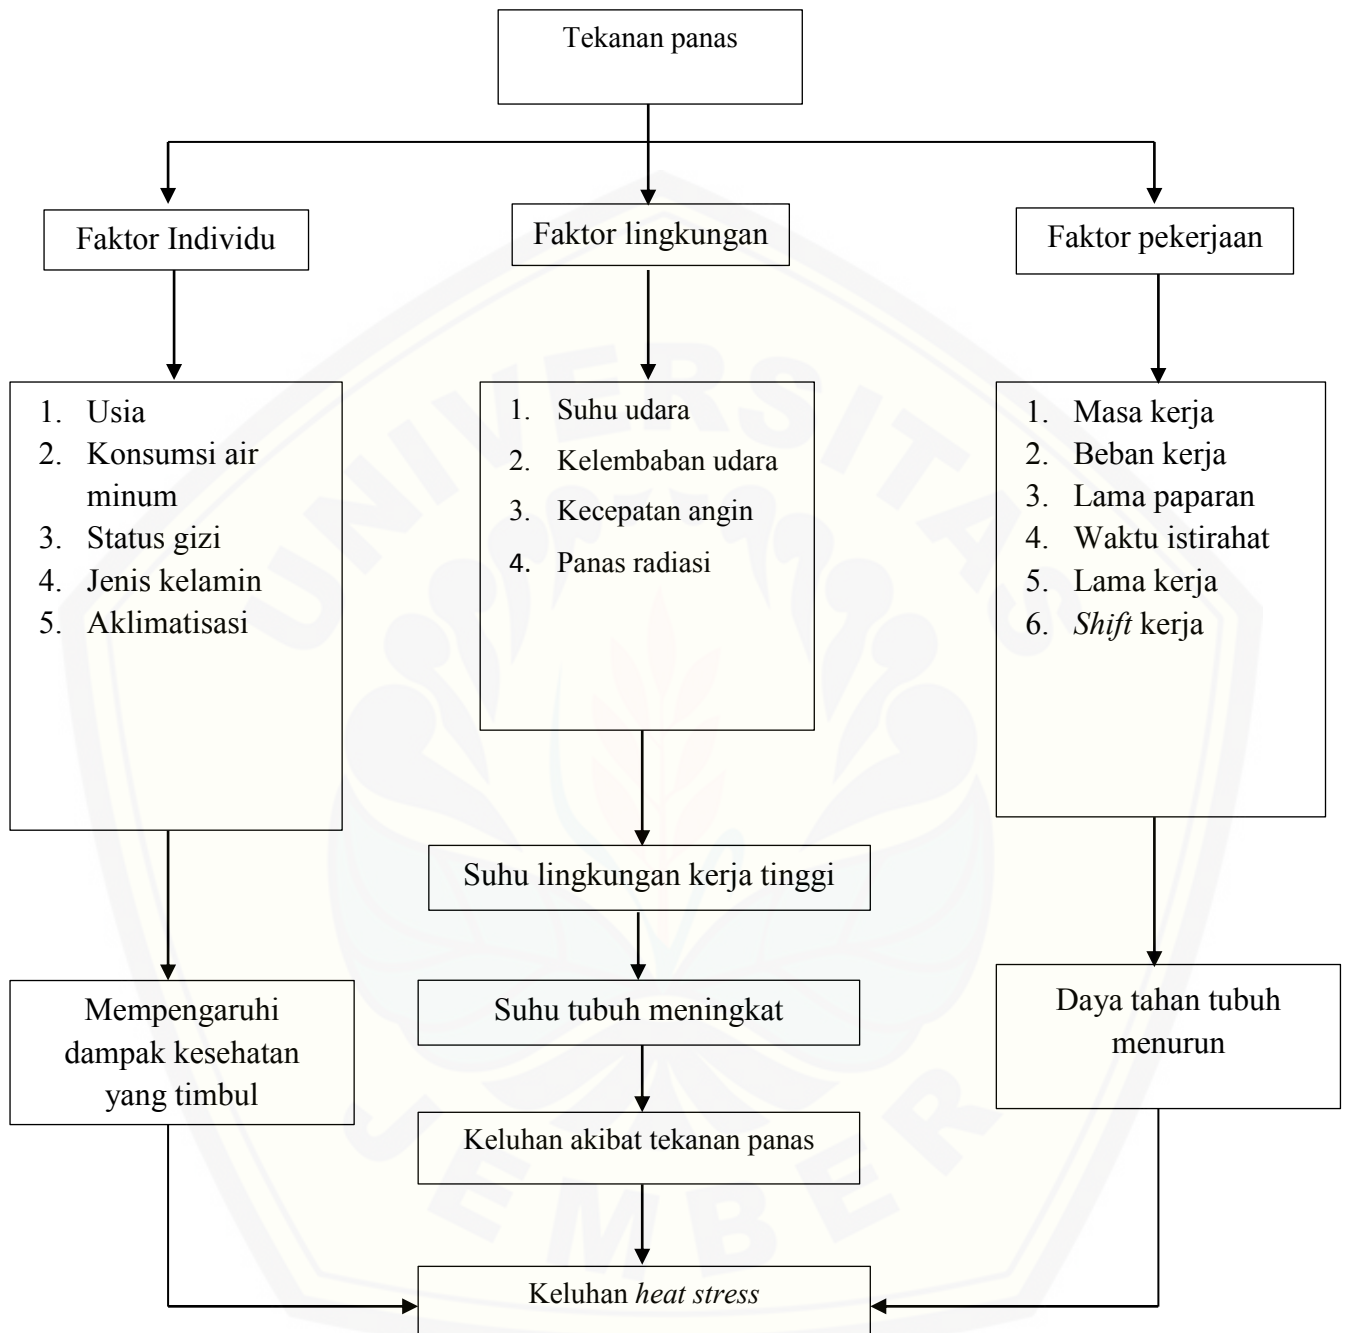 Tekanan panas
Faktor Individu
Faktor lingkungan
Faktor pekerjaan
1. Usia
2. Konsumsi air
minum
3. Status gizi
4. Jenis kelamin
5. Aklimatisasi
1. Suhu udara
2. Kelembaban udara
3. Kecepatan angin
4. Panas radiasi
1. Masa kerja
2. Beban kerja
3. Lama paparan
4. Waktu istirahat
5. Lama kerja
6. Shift kerja
Suhu lingkungan kerja tinggi
Mempengaruhi
dampak kesehatan
yang timbul
Suhu tubuh meningkat
Daya tahan tubuh
menurun
Keluhan akibat tekanan panas
Keluhan heat stress
UNIVERSITAS
JEMBER